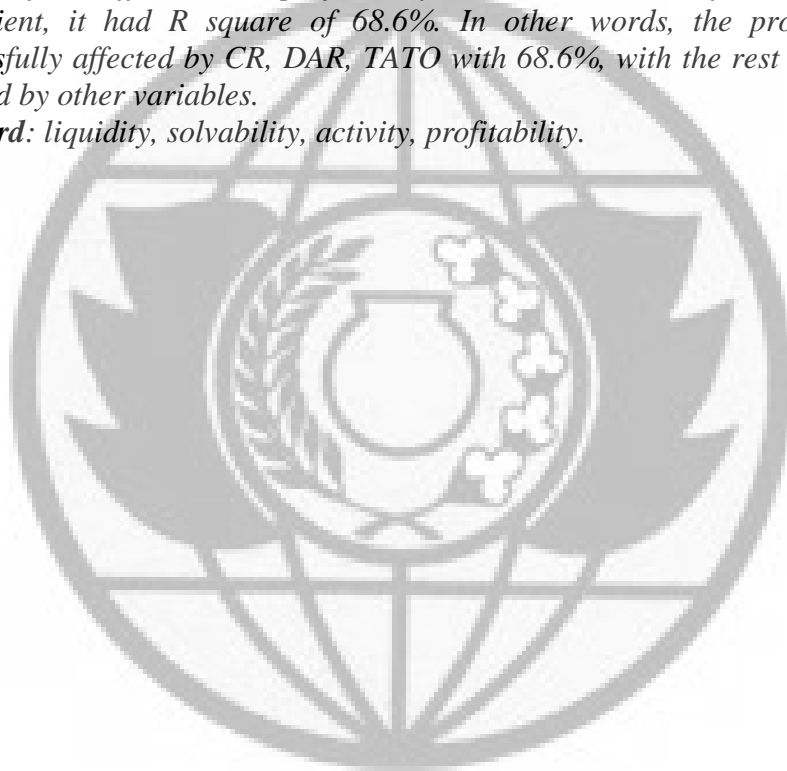 ient, it had R square of 68.6%. In other words, the pro
sfully affected by CR, DAR, TATO with 68.6%, with the rest
d by other variables.
rd: liquidity, solvability, activity, profitability.